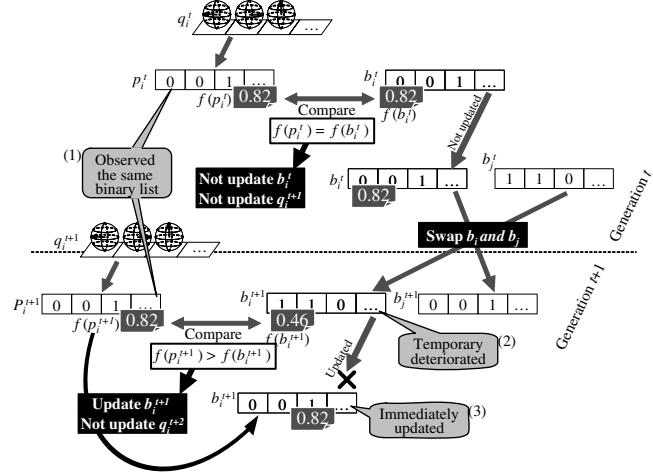 q_i^t
...
p_i^t 0 0 1 ...
f(p_i^t) 0.82
b_i^t 0 0 1 ...
0.82 f(b_i^t)
Compare
f(p_i^t) = f(b_i^t)
Not updated
(1)
Observed
the same
binary list
Not update b_i^t
Not update q_i^{t+1}
b_i^t 0 0 1 ...
0.82
b_j^t
1 1 0 ...
Swap b_i and b_j
Generation t
q_i^{t+1}
...
Generation t+1
P_i^{t+1} 0 0 1 ...
f(p_i^{t+1}) 0.82
b_i^{t+1} 1 1 0 ...
0.46
f(b_i^{t+1})
b_j^{t+1} 0 0 1 ...
Compare
f(p_i^{t+1}) > f(b_i^{t+1})
Updated
Temporary
deteriorated
(2)
Update b_i^{t+1}
Not update q_i^{t+2}
b_i^{t+1} 0 0 1 ...
0.82
Immediately
updated
(3)